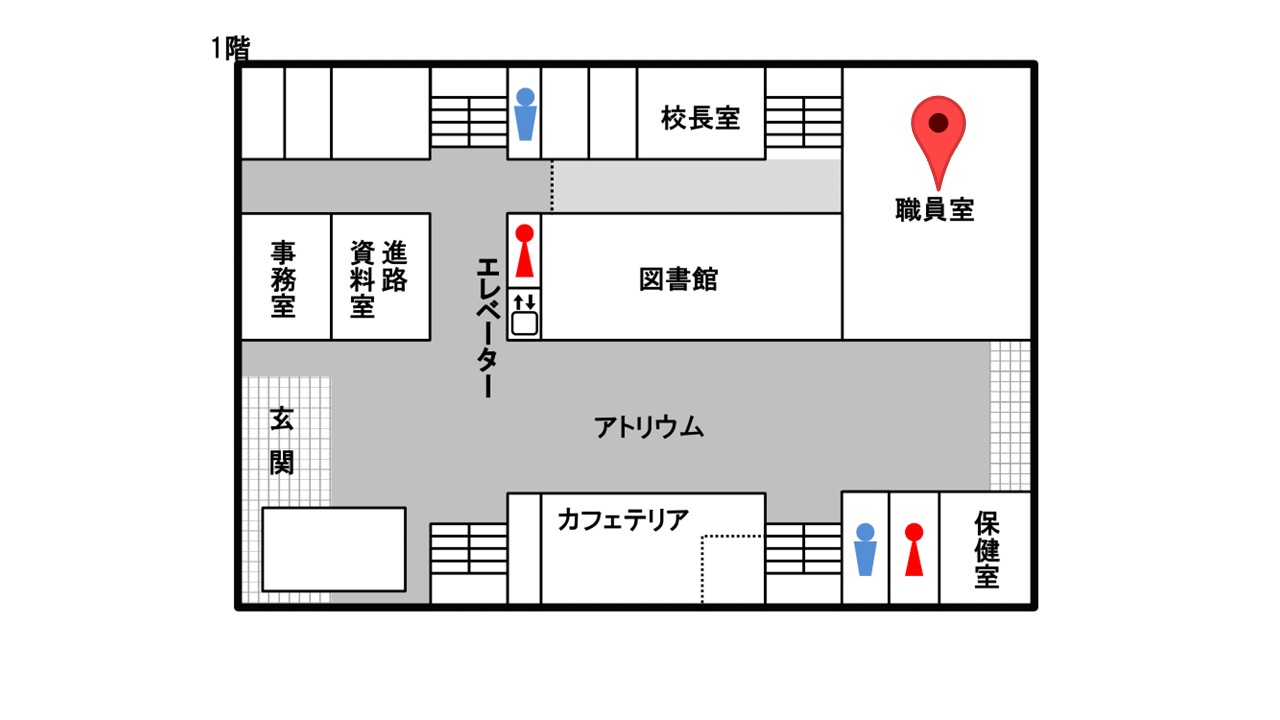 1階
校長室
職員室
事務室
進路
資料室
エレベーター
図書館
玄関
アトリウム
カフェテリア
保健室